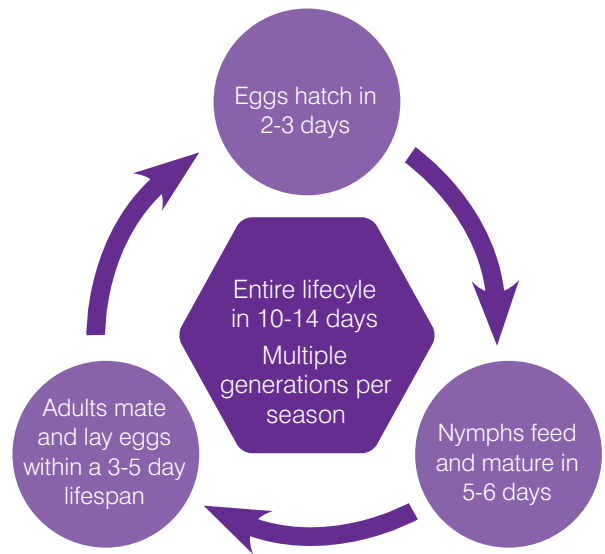 Eggs hatch in
2-3 days
Entire lifecyle
in 10-14 days
Multiple
generations per
season
Nymphs feed
and mature in
5-6 days
Adults mate
and lay eggs
within a 3-5 day
lifespan